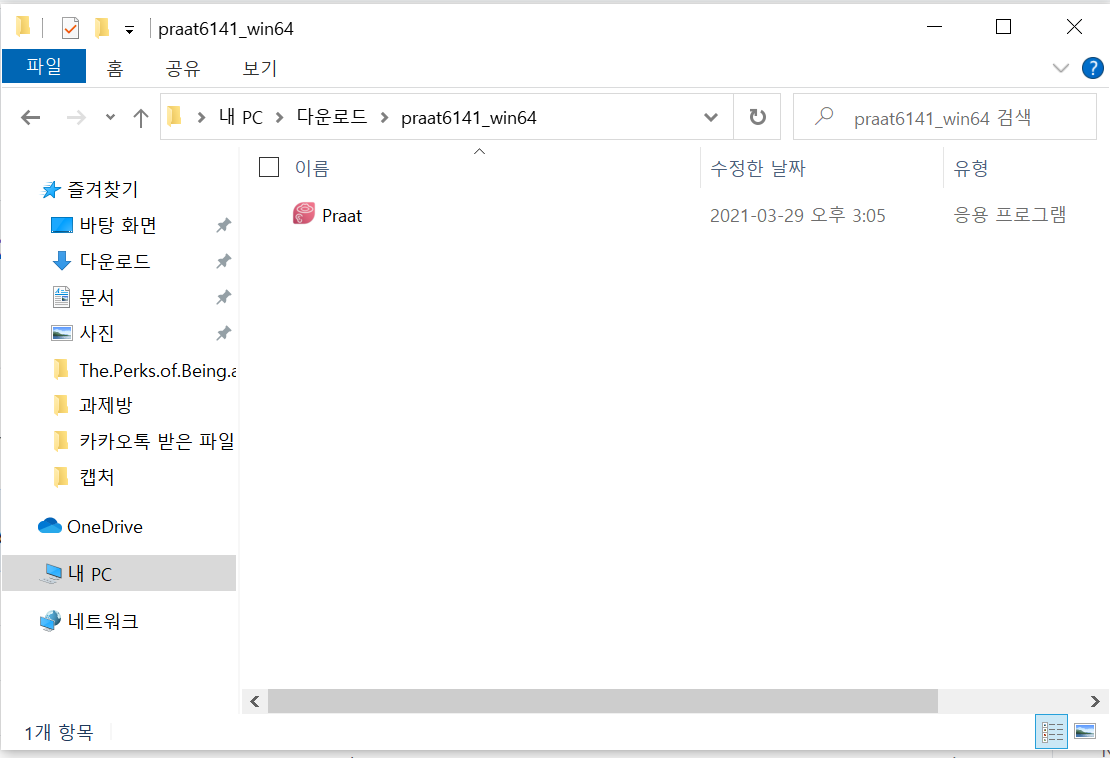 praat6141_win64
파일 홈 공유 보기
내 PC 다운로드 praat6141_win64 praat6141_win64 검색
이름 수정한 날짜 유형
Praat 2021-03-29 오후 3:05 응용 프로그램
즐겨찾기
바탕 화면
다운로드
문서
사진
The.Perks.of.Being.a
과제방
카카오톡 받은 파일
캡처
OneDrive
내 PC
네트워크
1개 항목